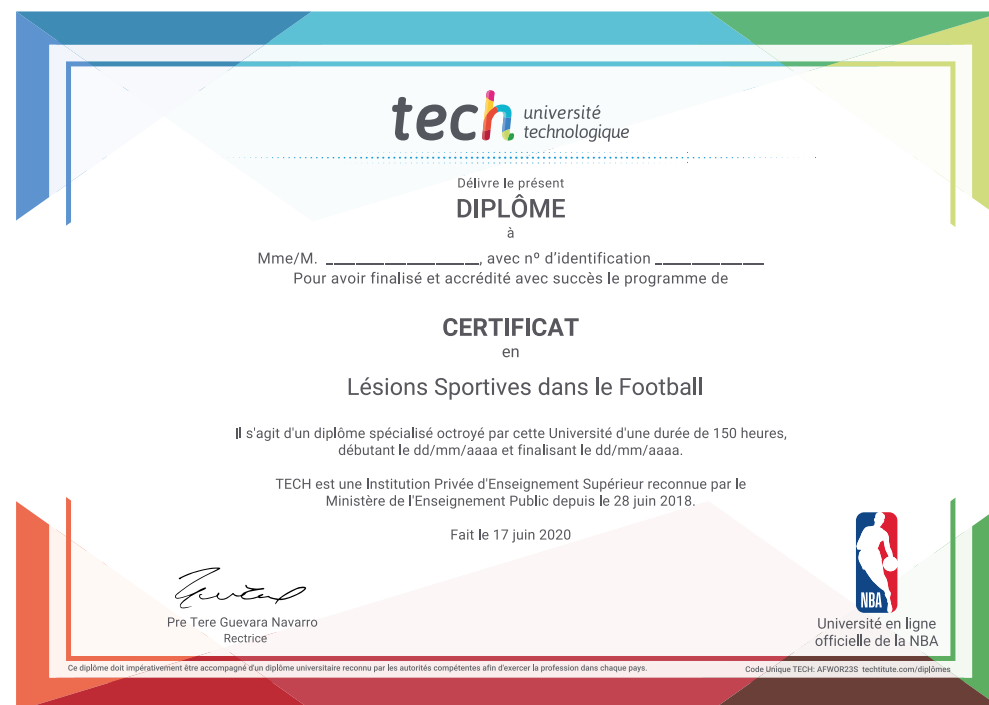 tech université
technologique
Délivre le présent
DIPLÔME
à
Mme/M. __________________, avec nº d'identification _____________
Pour avoir finalisé et accrédité avec succès le programme de
CERTIFICAT
en
Lésions Sportives dans le Football
Il s'agit d'un diplôme spécialisé octroyé par cette Université d'une durée de 150 heures,
débutant le dd/mm/aaaa et finalisant le dd/mm/aaaa.
TECH est une Institution Privée d'Enseignement Supérieur reconnue par le
Ministère de l'Enseignement Public depuis le 28 juin 2018.
Fait le 17 juin 2020
Pre Tere Guevara Navarro
Rectrice
NBA
Université en ligne
officielle de la NBA
Ce diplôme doit impérativement être accompagné d'un diplôme universitaire reconnu par les autorités compétentes afin d'exercer la profession dans chaque pays.
Code Unique TECH: AFWOR23S techtitute.com/diplômes